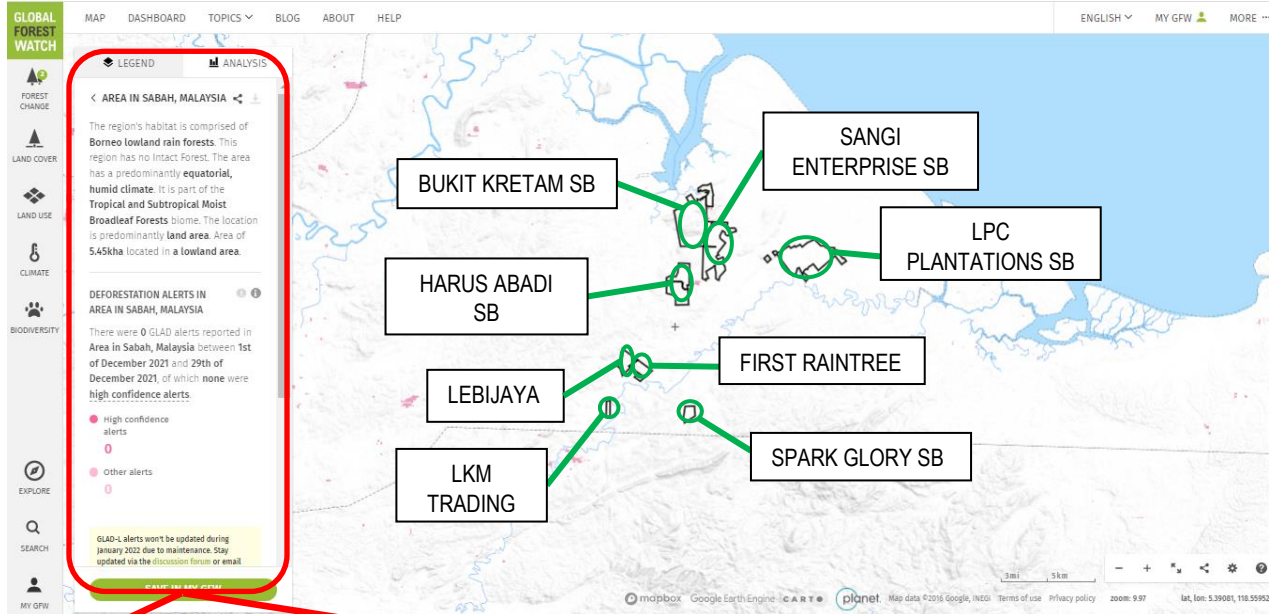 GLOBAL
FOREST
WATCH
MAP DASHBOARD TOPICS BLOG ABOUT HELP
ENGLISH MY GFW MORE
FOREST
CHANGE
LAND COVER
LAND USE
CLIMATE
BIODIVERSITY
EXPLORE
SEARCH
MY GFW
LEGEND ANALYSIS
AREA IN SABAH, MALAYSIA
The region's habitat is comprised of
Borneo lowland rain forests. This
region has no Intact Forest. The area
has a predominantly equatorial,
humid climate. It is part of the
Tropical and Subtropical Moist
Broadleaf Forests biome. The location
is predominantly land area. Area of
5.45kha located in a lowland area.
DEFORESTATION ALERTS IN
AREA IN SABAH, MALAYSIA
There were 0 GLAD alerts reported in
Area in Sabah, Malaysia between 1st
of December 2021 and 29th of
December 2021, of which none were
high confidence alerts.
High confidence
alerts
0
Other alerts
0
GLAD-L alerts won't be updated during
January 2022 due to maintenance. Stay
updated via the discussion forum or email
SAVE IN MY GFW
BUKIT KRETAM SB
SANGI
ENTERPRISE SB
LPC
PLANTATIONS SB
HARUS ABADI
SB
FIRST RAINTREE
LEBIJAYA
LKM
TRADING
SPARK GLORY SB
3mi 5km
mapbox Google Earth Engine CARTO planet. Map data ©2016 Google, INEGI Terms of use Privacy policy zoom: 9.97 lat, lon: 5.39081, 118.55952